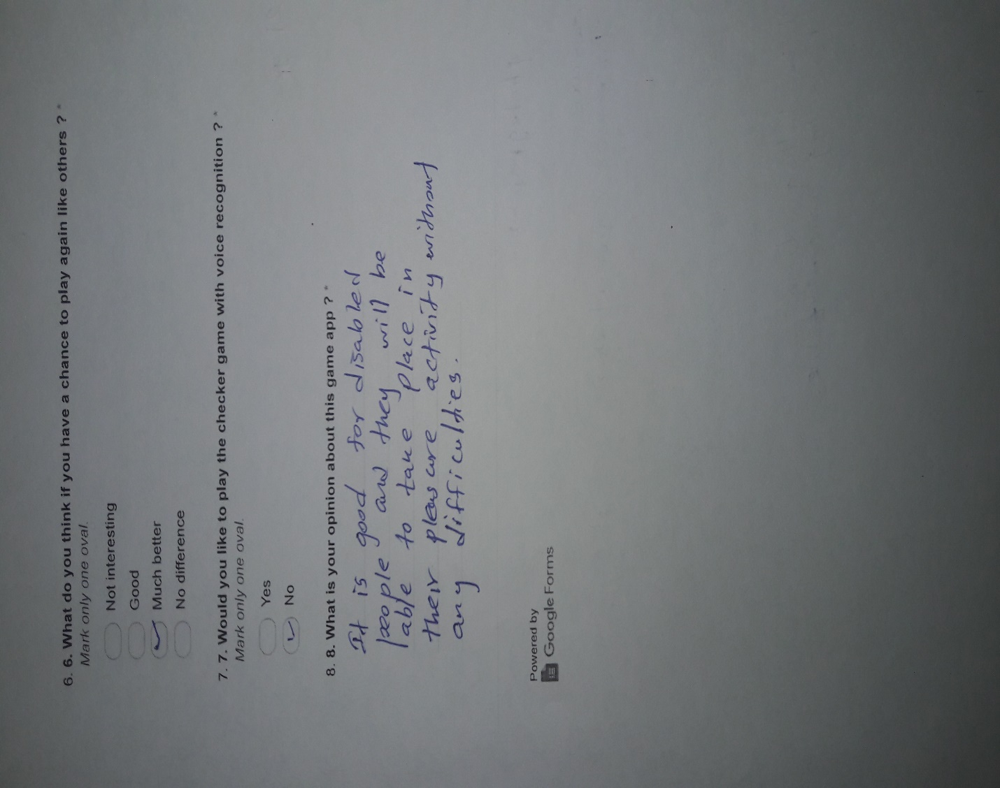 6. 6. What do you think if you have a chance to play again like others ? *
Mark only one oval.
Not interesting
Good
Much better
No difference
7. 7. Would you like to play the checker game with voice recognition ? *
Mark only one oval.
Yes
No
8. 8. What is your opinion about this game app ? *
It is good for disabled
people and they will be
able to take place in
their pleasure activity without
any difficulties.
Powered by
Google Forms